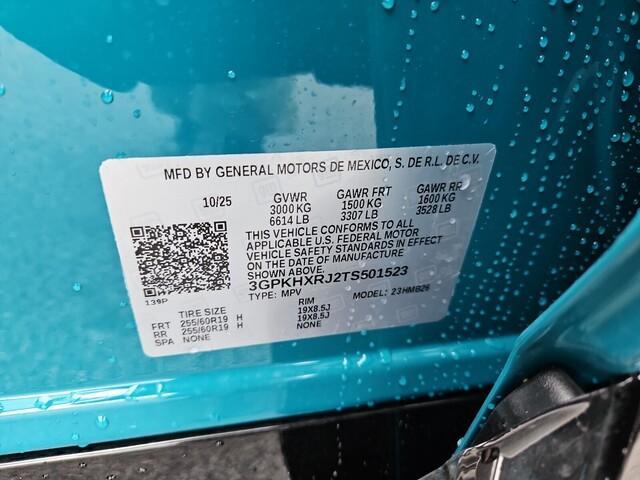 MFD BY GENERAL MOTORS DE MEXICO, S. DE R.L. DE C.V.
10/25 GVWR GAWR FRT GAWR RR
3000 KG 1500 KG 1600 KG
6614 LB 3307 LB 3528 LB
THIS VEHICLE CONFORMS TO ALL
APPLICABLE U.S. FEDERAL MOTOR
VEHICLE SAFETY STANDARDS IN EFFECT
ON THE DATE OF MANUFACTURE
SHOWN ABOVE.
3GPKHXRJ2TS501523
139P
TYPE: MPV MODEL: 23HMB26
TIRE SIZE RIM
FRT 255/60R19 H 19X8.5J
RR 255/60R19 H 19X8.5J
SPA NONE NONE